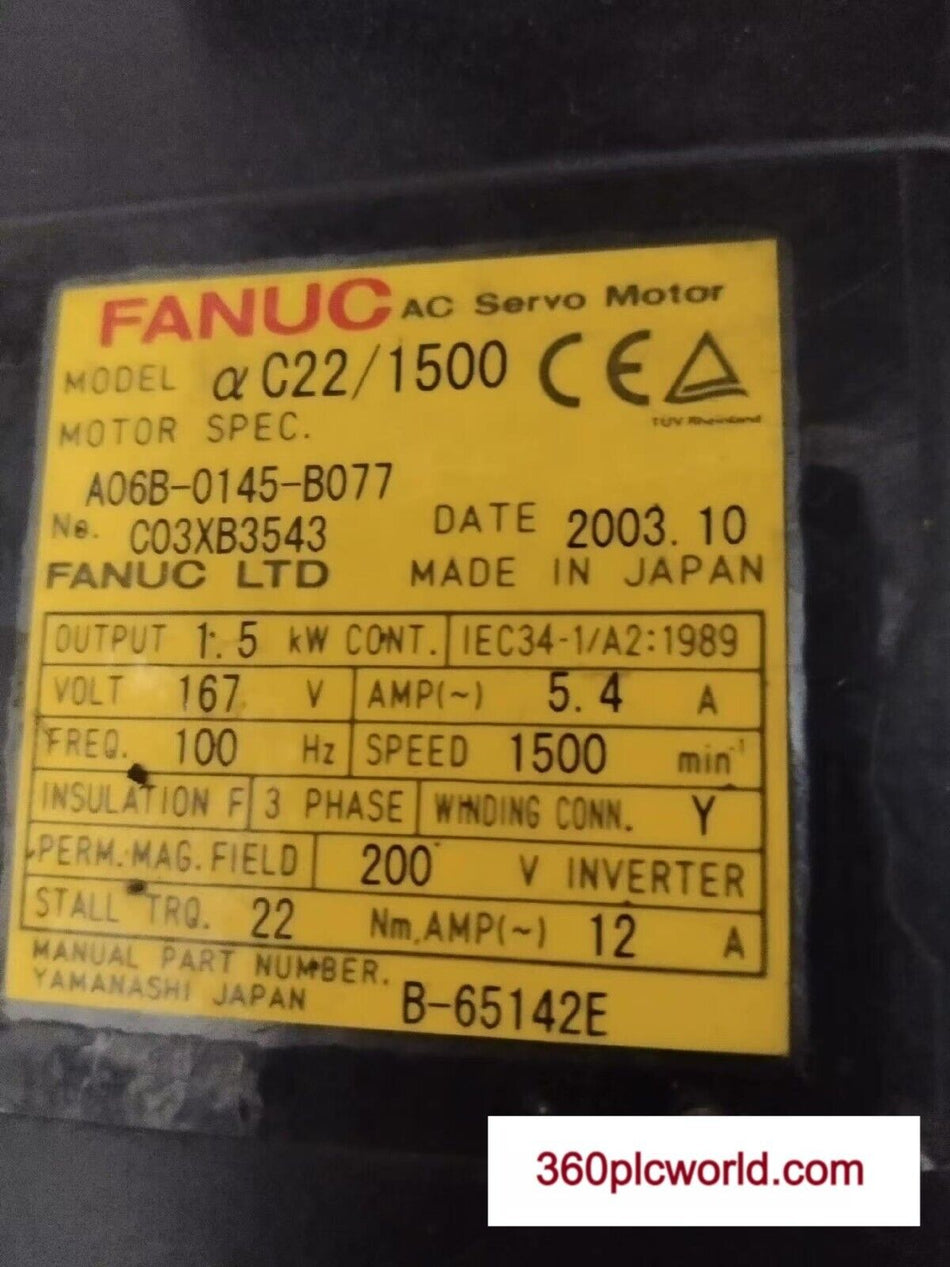 FANUC AC Servo Motor
MODEL αC22/1500 CE
TÜV Rheinland
MOTOR SPEC.
A06B-0145-B077
No. C03XB3543 DATE 2003.10
FANUC LTD MADE IN JAPAN
OUTPUT 1.5 kW CONT. IEC34-1/A2:1989
VOLT 167 V AMP(~) 5.4 A
FREQ. 100 Hz SPEED 1500 min⁻¹
INSULATION F 3 PHASE WINDING CONN. Y
PERM.MAG.FIELD 200 V INVERTER
STALL TRQ. 22 Nm,AMP(~) 12 A
MANUAL PART NUMBER.
YAMANASHI JAPAN B-65142E
360plcworld.com